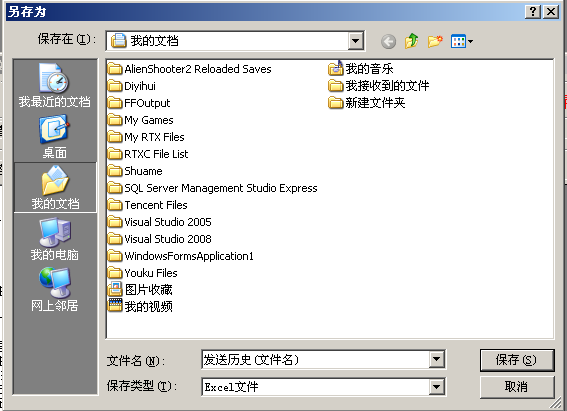 另存为
保存在(I):
我的文档
我最近的文档
桌面
我的文档
我的电脑
网上邻居
AlienShooter2 Reloaded Saves
Diyihui
FFOutput
My Games
My RTX Files
RTXC File List
Shuame
SQL Server Management Studio Express
Tencent Files
Visual Studio 2005
Visual Studio 2008
WindowsFormsApplication1
Youku Files
图片收藏
我的视频
我的音乐
我接收到的文件
新建文件夹
文件名(N):
发送历史(文件名)
保存(S)
保存类型(T):
Excel文件
取消